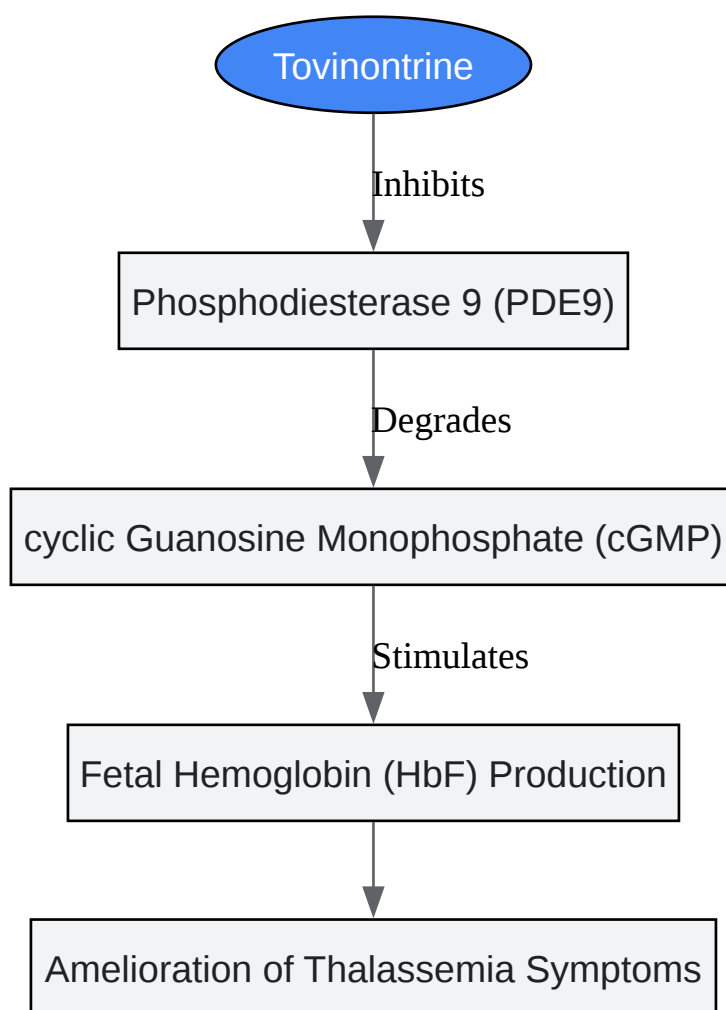 Tovinontrine
Inhibits
Phosphodiesterase 9 (PDE9)
Degrades
cyclic Guanosine Monophosphate (cGMP)
Stimulates
Fetal Hemoglobin (HbF) Production
Amelioration of Thalassemia Symptoms